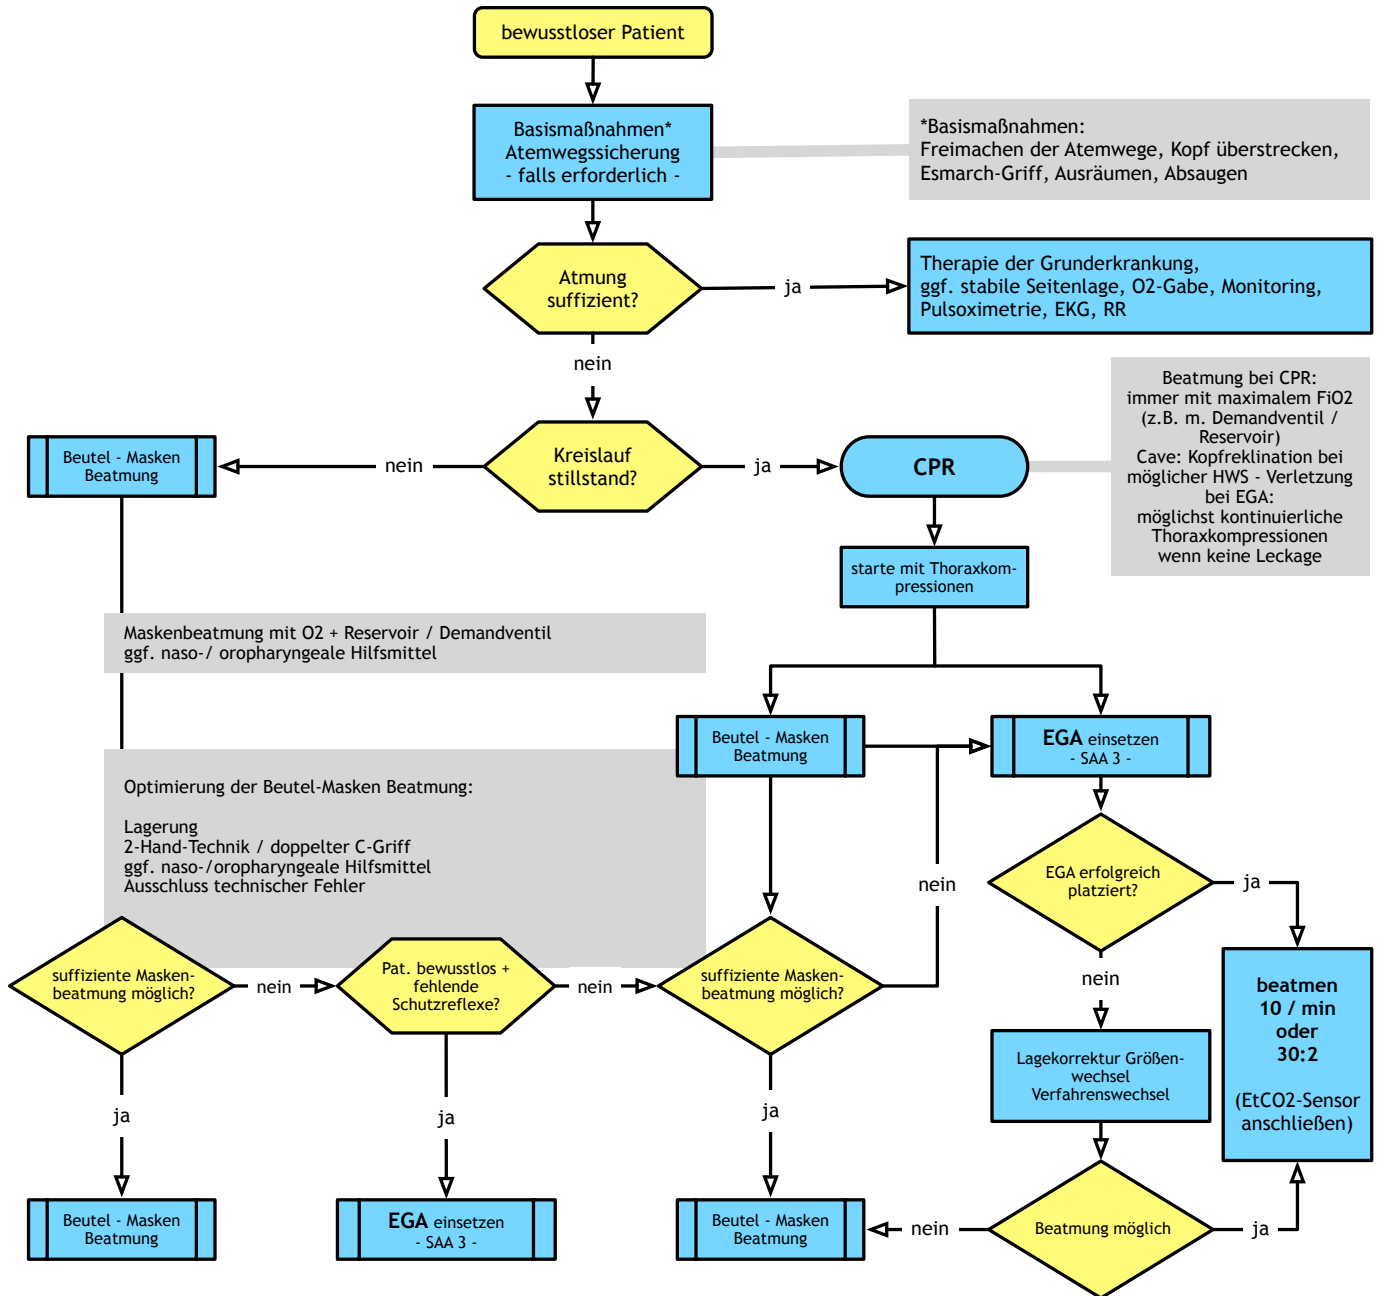 bewusstloser Patient
Basismaßnahmen*
Atemwegssicherung
- falls erforderlich -
*Basismaßnahmen:
Freimachen der Atemwege, Kopf überstrecken,
Esmarch-Griff, Ausräumen, Absaugen
Atmung
suffizient?
ja
Therapie der Grunderkrankung,
ggf. stabile Seitenlage, O2-Gabe, Monitoring,
Pulsoximetrie, EKG, RR
nein
Beatmung bei CPR:
immer mit maximalem FiO2
(z.B. m. Demandventil /
Reservoir)
Cave: Kopfreklination bei
möglicher HWS - Verletzung
bei EGA:
möglichst kontinuierliche
Thoraxkompressionen
wenn keine Leckage
Beutel - Masken
Beatmung
nein
Kreislauf
stillstand?
ja
CPR
starte mit Thoraxkom-
pressionen
Maskenbeatmung mit O2 + Reservoir / Demandventil
ggf. naso-/ oropharyngeale Hilfsmittel
Beutel - Masken
Beatmung
EGA einsetzen
- SAA 3 -
Optimierung der Beutel-Masken Beatmung:
Lagerung
2-Hand-Technik / doppelter C-Griff
ggf. naso-/oropharyngeale Hilfsmittel
Ausschluss technischer Fehler
nein
EGA erfolgreich
platziert?
ja
suffiziente Masken-
beatmung möglich?
nein
Pat. bewusstlos +
fehlende
Schutzreflexe?
nein
suffiziente Masken-
beatmung möglich?
nein
beatmen
10 / min
oder
30:2
(EtCO2-Sensor
anschließen)
Lagekorrektur Größen-
wechsel
Verfahrenswechsel
ja
ja
ja
Beutel - Masken
Beatmung
EGA einsetzen
- SAA 3 -
Beutel - Masken
Beatmung
nein
Beatmung möglich
ja